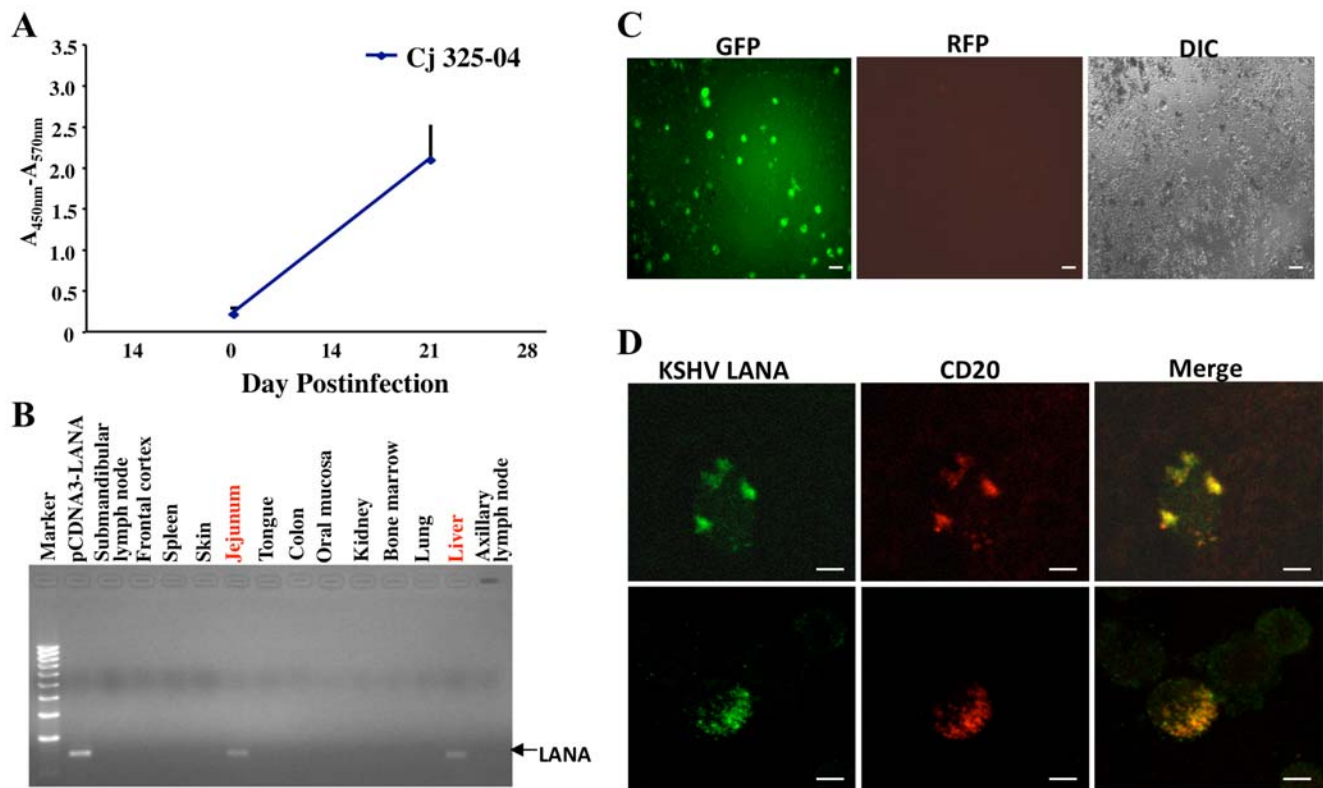 A
3.5
3.0
2.5
2.0
1.5
1.0
0.5
0
A450nm-A570nm
Cj 325-04
14 0 14 21 28
Day Postinfection
B
Marker
pCDNA3-LANA
Submandibular
lymph node
Frontal cortex
Spleen
Skin
Jejunum
Tongue
Colon
Oral mucosa
Kidney
Bone marrow
Lung
Liver
Axillary
lymph node
LANA
C
GFP RFP DIC
D
KSHV LANA CD20 Merge